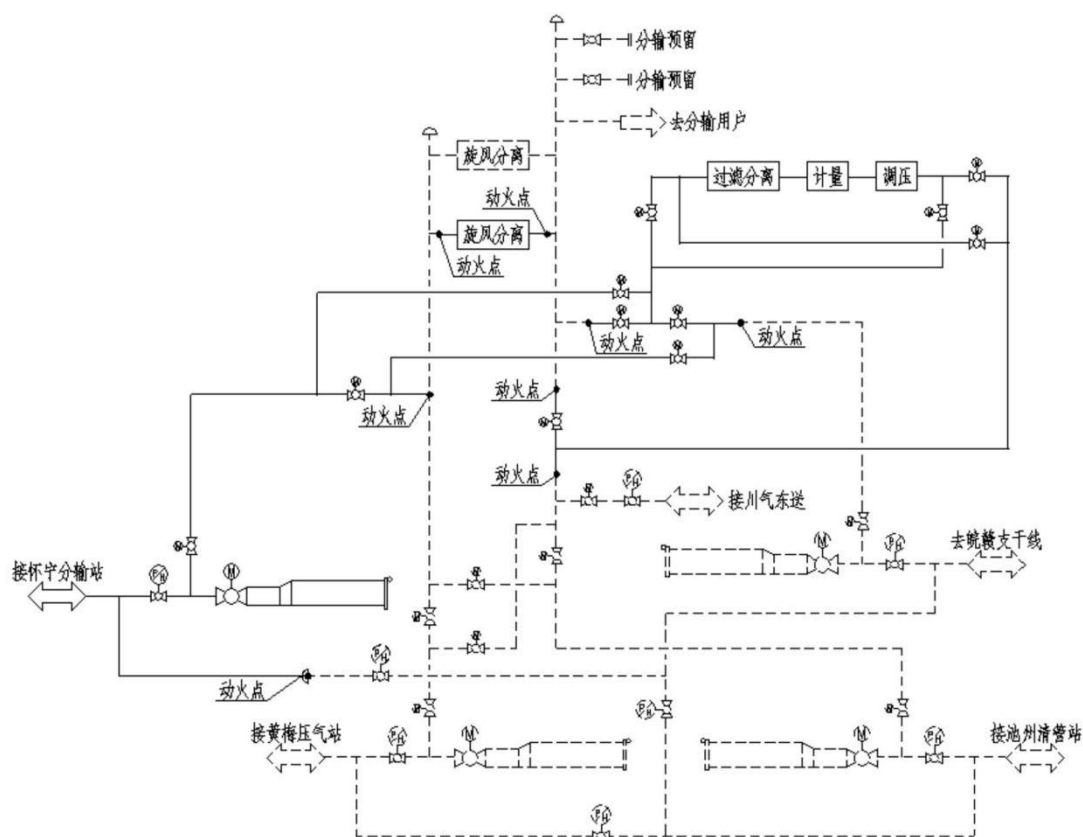 分输预留
分输预留
去分输用户
旋风分离
过滤分离
计量
调压
动火点
旋风分离
动火点
动火点
动火点
动火点
动火点
动火点
接川气东送
去皖赣支干线
接怀宁分输站
M
M
动火点
接黄梅压气站
M
M
接池州清管站